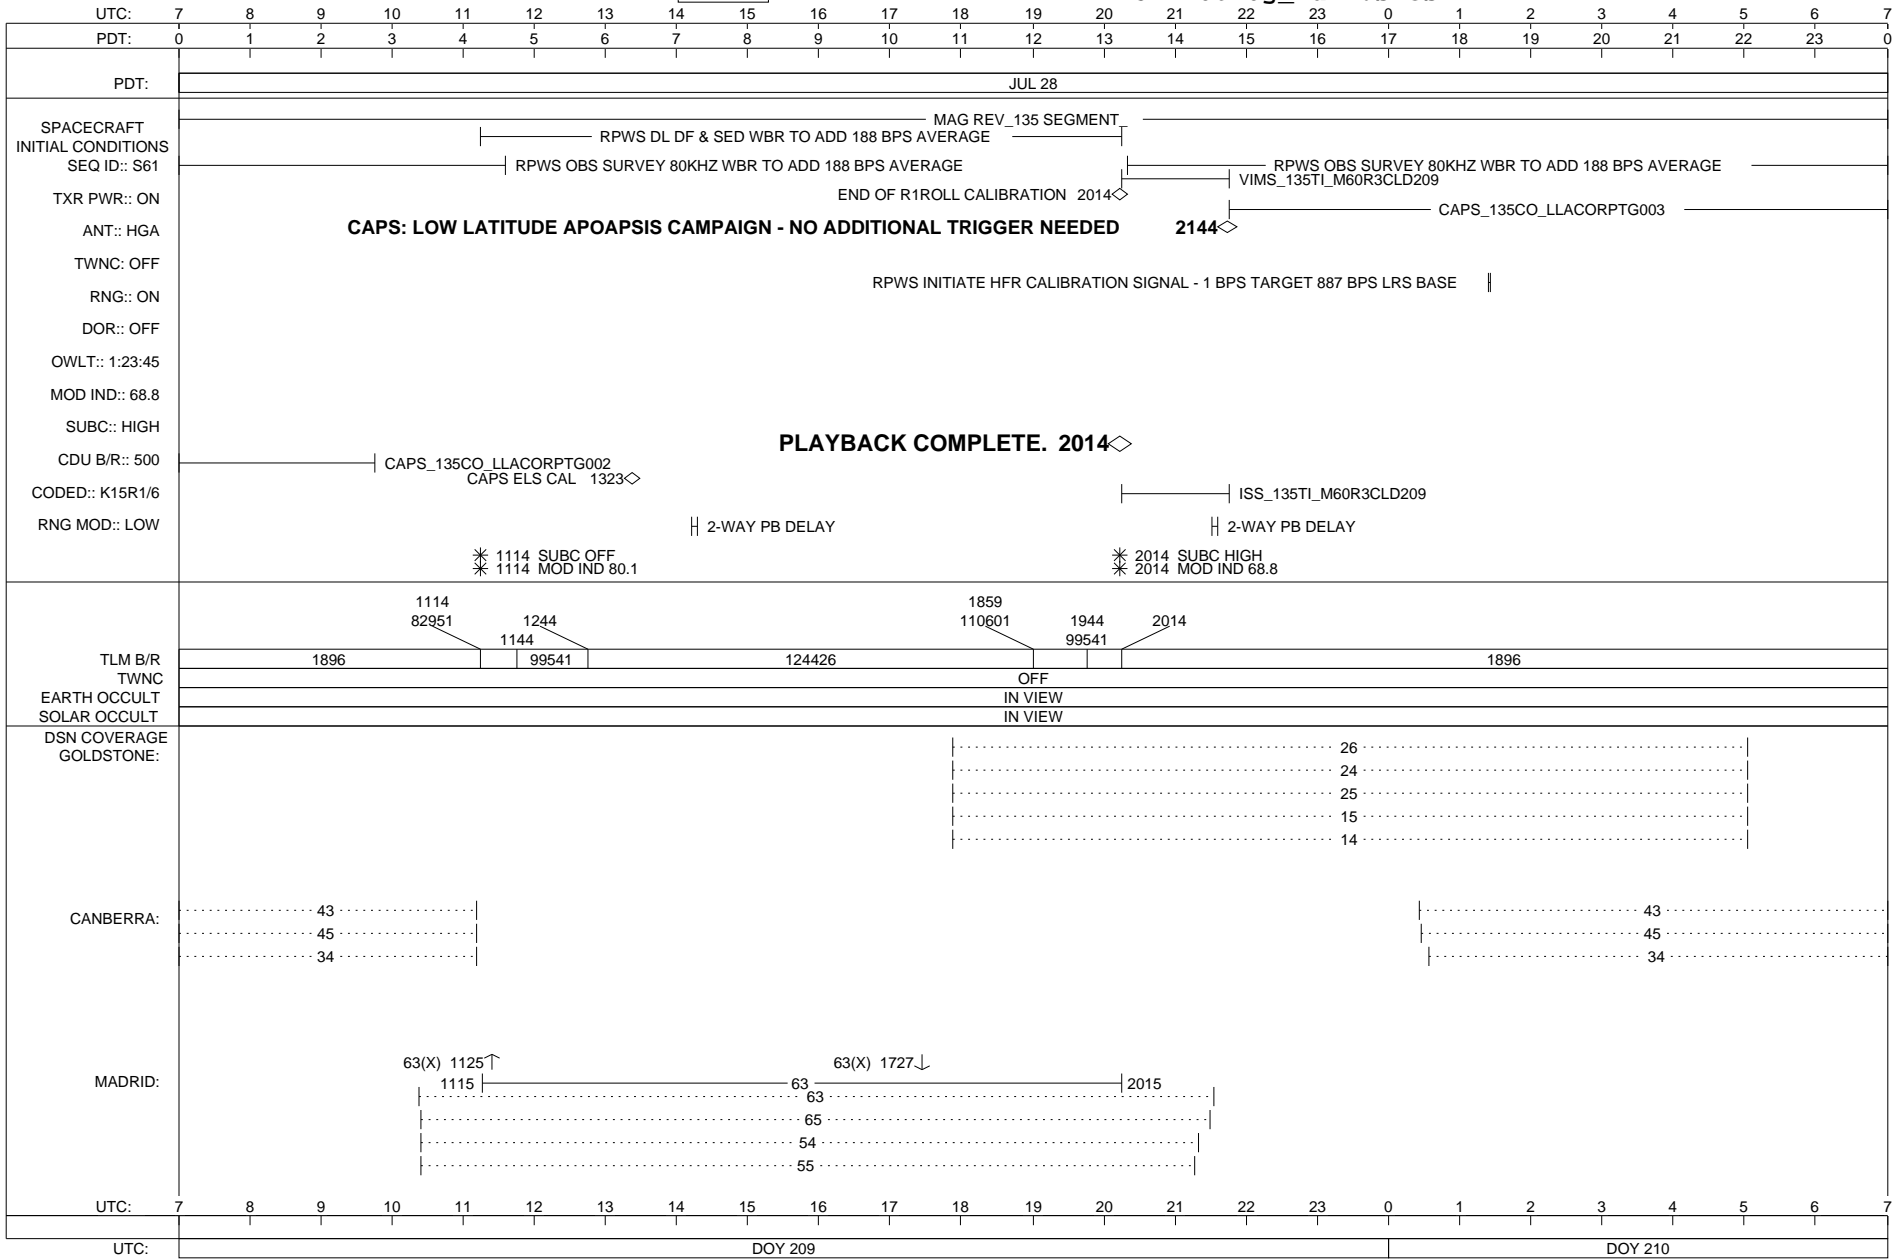 UTC: 7 8 9 10 11 12 13 14 15 16 17 18 19 20 21 22 23 0 1 2 3 4 5 6 7
PDT: 0 1 2 3 4 5 6 7 8 9 10 11 12 13 14 15 16 17 18 19 20 21 22 23 0
PDT: JUL 28
SPACECRAFT
INITIAL CONDITIONS
SEQ ID:: S61
TXR PWR:: ON
ANT:: HGA
TWNC: OFF
RNG:: ON
DOR:: OFF
OWLT:: 1:23:45
MOD IND:: 68.8
SUBC:: HIGH
CDU B/R:: 500
CODED:: K15R1/6
RNG MOD:: LOW
MAG REV_135 SEGMENT_
RPWS DL DF & SED WBR TO ADD 188 BPS AVERAGE
RPWS OBS SURVEY 80KHZ WBR TO ADD 188 BPS AVERAGE
RPWS OBS SURVEY 80KHZ WBR TO ADD 188 BPS AVERAGE
VIMS_135TI_M60R3CLD209
END OF R1ROLL CALIBRATION 2014
CAPS_135CO_LLACORPTG003
CAPS: LOW LATITUDE APOAPSIS CAMPAIGN - NO ADDITIONAL TRIGGER NEEDED 2144
RPWS INITIATE HFR CALIBRATION SIGNAL - 1 BPS TARGET 887 BPS LRS BASE
PLAYBACK COMPLETE. 2014
CAPS_135CO_LLACORPTG002
CAPS ELS CAL 1323
ISS_135TI_M60R3CLD209
2-WAY PB DELAY
2-WAY PB DELAY
1114 SUBC OFF
1114 MOD IND 80.1
2014 SUBC HIGH
2014 MOD IND 68.8
1114 1859
82951 1244 110601 1944 2014
1144 99541
TLM B/R 1896 99541 124426 1896
TWNC OFF
EARTH OCCULT IN VIEW
SOLAR OCCULT IN VIEW
DSN COVERAGE
GOLDSTONE:
26
24
25
15
14
CANBERRA:
43 43
45 45
34 34
MADRID:
63(X) 1125 63(X) 1727
1115 63 2015
63
65
54
55
UTC: 7 8 9 10 11 12 13 14 15 16 17 18 19 20 21 22 23 0 1 2 3 4 5 6 7
UTC: DOY 209 DOY 210